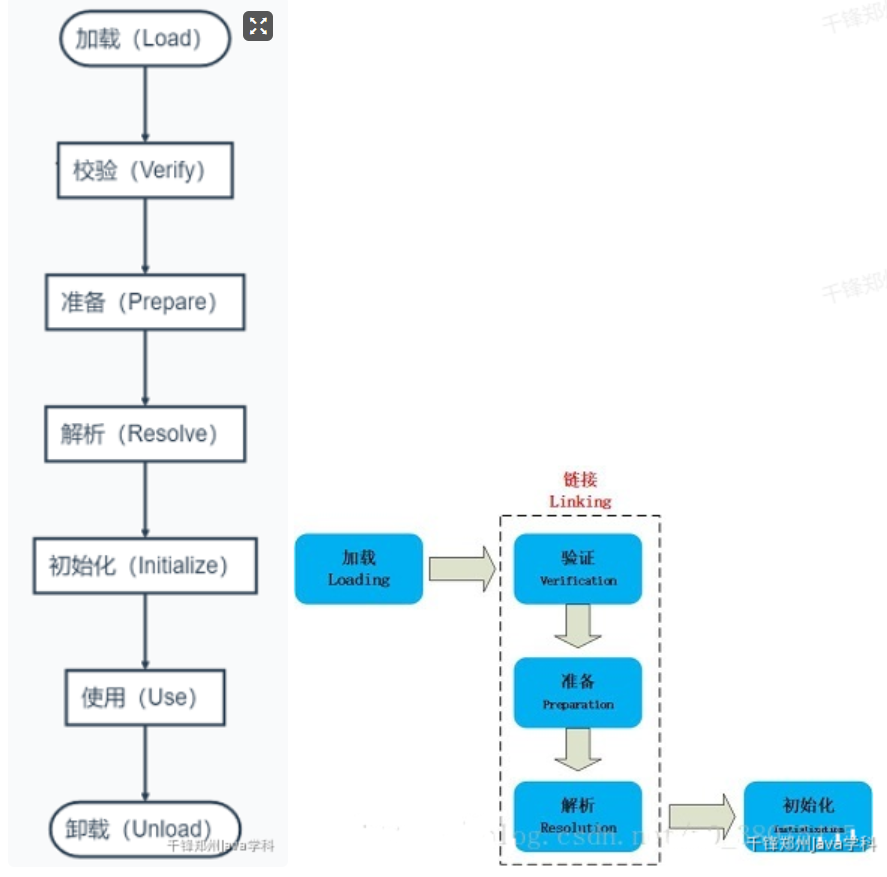 加载（Load）
校验（Verify）
准备（Prepare）
解析（Resolve）
初始化（Initialize）
使用（Use）
卸载（Unload）
千锋郑州Java学科
链接
Linking
加载
Loading
验证
Verification
准备
Preparation
解析
Resolution
初始化
千锋郑州Java学科
千锋郑
千锋郑